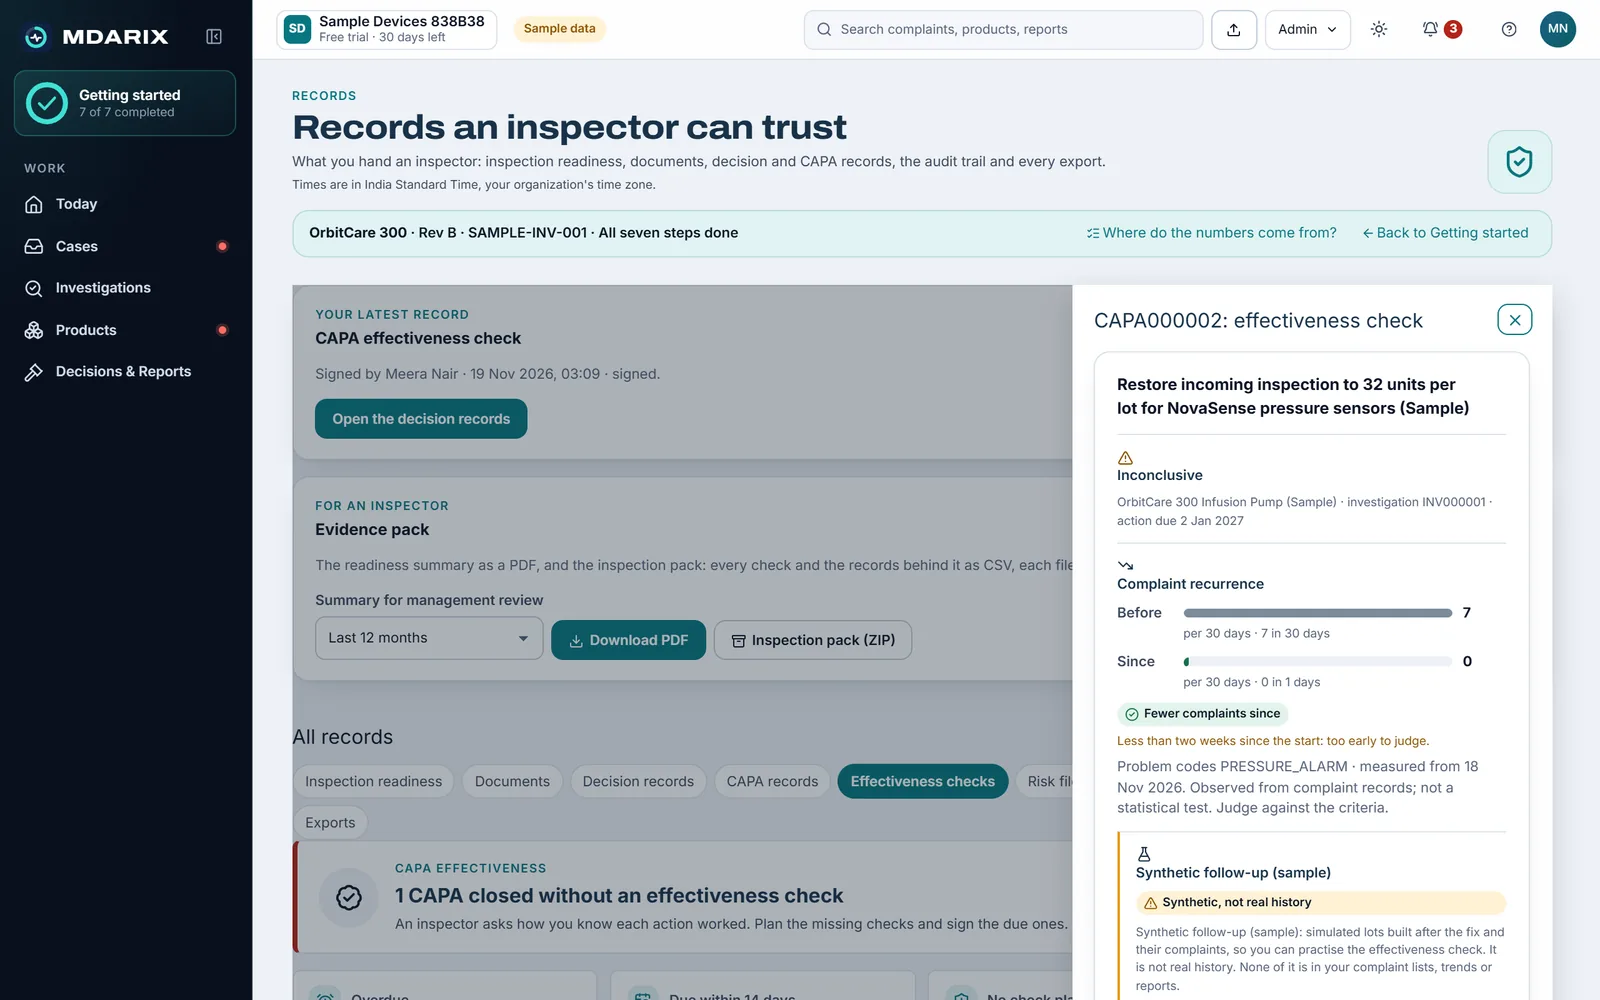 MDARIX
SD
Sample Devices 838B38
Free trial · 30 days left
Sample data
Search complaints, products, reports
Admin
3
MN
Getting started
7 of 7 completed
WORK
Today
Cases
Investigations
Products
Decisions & Reports
RECORDS
Records an inspector can trust
What you hand an inspector: inspection readiness, documents, decision and CAPA records, the audit trail and every export.
Times are in India Standard Time, your organization's time zone.
OrbitCare 300 · Rev B · SAMPLE-INV-001 · All seven steps done
Where do the numbers come from?
Back to Getting started
YOUR LATEST RECORD
CAPA effectiveness check
Signed by Meera Nair · 19 Nov 2026, 03:09 · signed.
Open the decision records
FOR AN INSPECTOR
Evidence pack
The readiness summary as a PDF, and the inspection pack: every check and the records behind it as CSV, each file
Summary for management review
Last 12 months
Download PDF
Inspection pack (ZIP)
All records
Inspection readiness
Documents
Decision records
CAPA records
Effectiveness checks
Risk fil
Exports
CAPA EFFECTIVENESS
1 CAPA closed without an effectiveness check
An inspector asks how you know each action worked. Plan the missing checks and sign the due ones.
Overdue
Due within 14 days
No check pla
CAPA000002: effectiveness check
Restore incoming inspection to 32 units per
lot for NovaSense pressure sensors (Sample)
Inconclusive
OrbitCare 300 Infusion Pump (Sample) · investigation INV000001 ·
action due 2 Jan 2027
Complaint recurrence
Before
7
per 30 days · 7 in 30 days
Since
0
per 30 days · 0 in 1 days
Fewer complaints since
Less than two weeks since the start: too early to judge.
Problem codes PRESSURE_ALARM · measured from 18
Nov 2026. Observed from complaint records; not a
statistical test. Judge against the criteria.
Synthetic follow-up (sample)
Synthetic, not real history
Synthetic follow-up (sample): simulated lots built after the fix and
their complaints, so you can practise the effectiveness check. It
is not real history. None of it is in your complaint lists, trends or
reports.